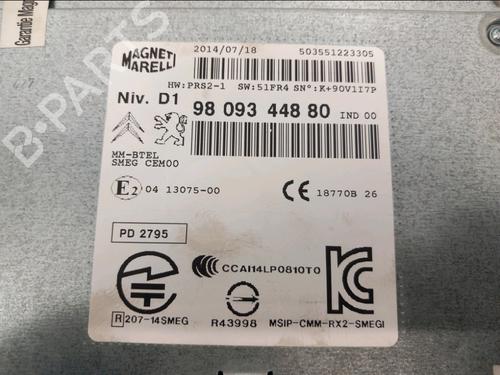 Garantie Mag
MAGNETI
MARELLI
2014/07/18
503551223305
HW:PRS2-1 SW:51FR4 SN°:K+90V1I7P
Niv. D1
98 093 448 80 IND 00
MM-BTEL
SMEG CEM00
E2 04 13075-00
CE 18770B 26
PD 2795
CCAI14LP0810T0
R 207-14SMEG
R43998
MSIP-CMM-RX2-SMEGI
B-PARTS